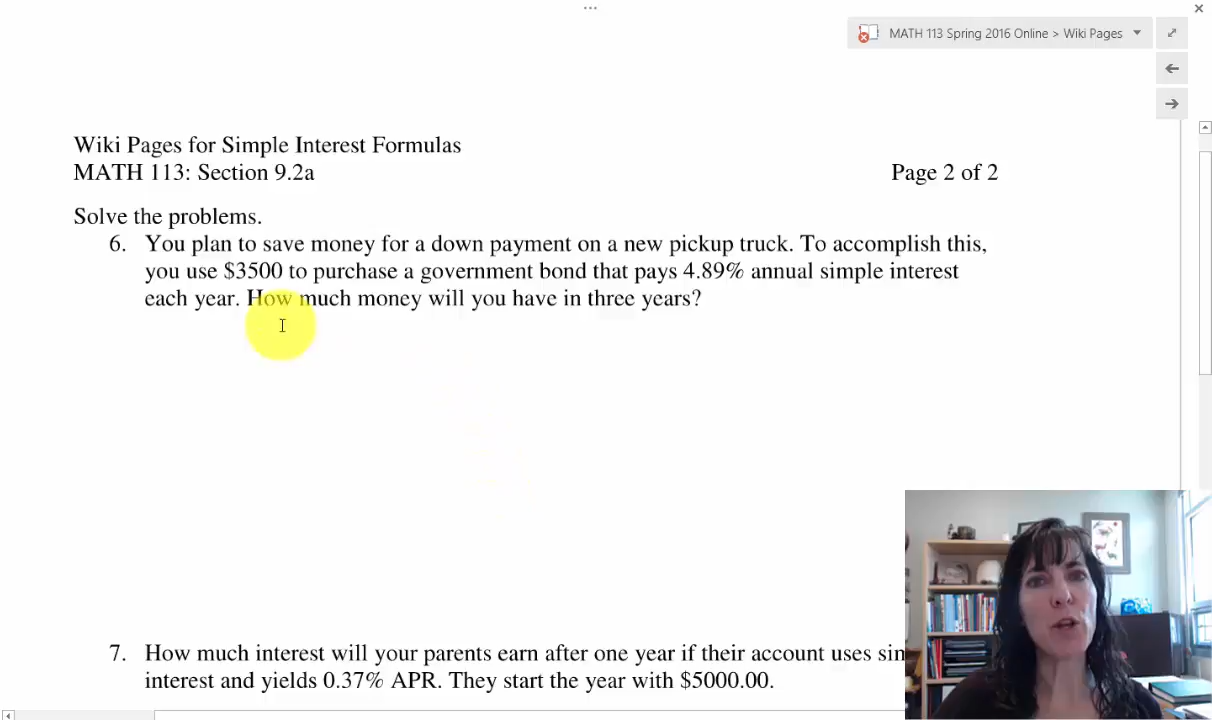 MATH 113 Spring 2016 Online > Wiki Pages
Wiki Pages for Simple Interest Formulas
MATH 113: Section 9.2a
Page 2 of 2
Solve the problems.
6. You plan to save money for a down payment on a new pickup truck. To accomplish this,
you use $3500 to purchase a government bond that pays 4.89% annual simple interest
each year. How much money will you have in three years?
7. How much interest will your parents earn after one year if their account uses sim
interest and yields 0.37% APR. They start the year with $5000.00.